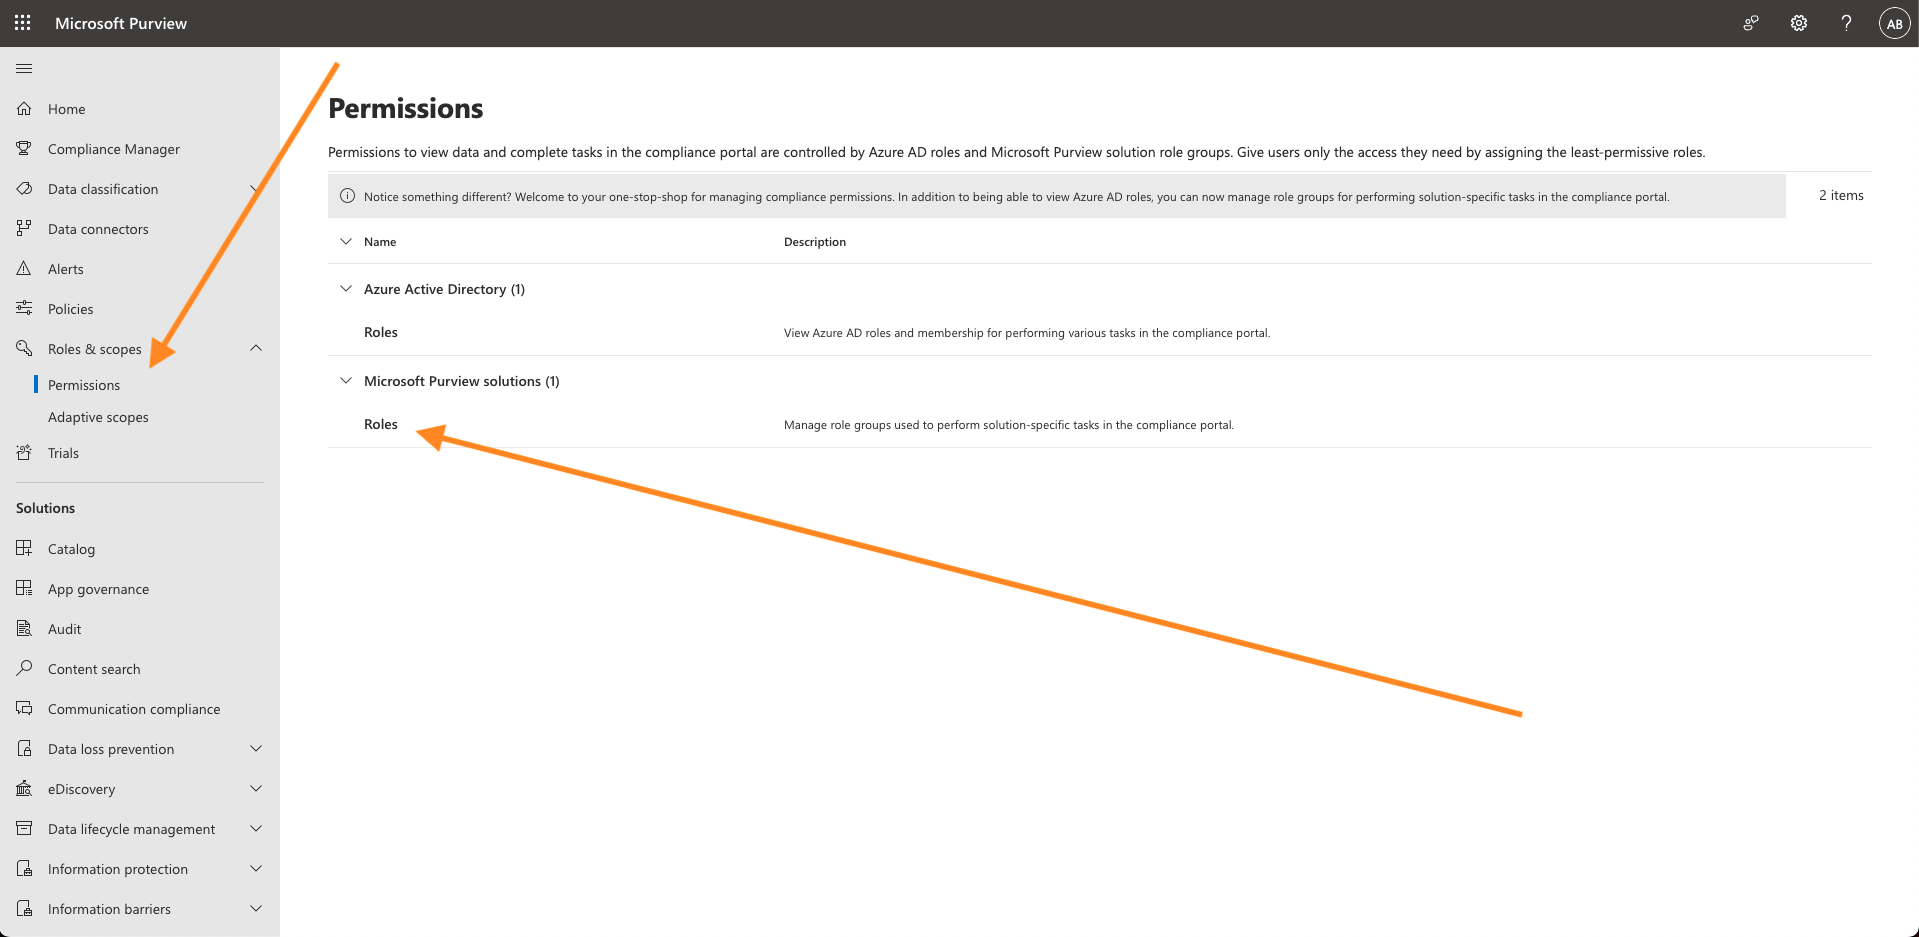 Microsoft Purview
AB
Home
Compliance Manager
Data classification
Data connectors
Alerts
Policies
Roles & scopes
Permissions
Adaptive scopes
Trials
Solutions
Catalog
App governance
Audit
Content search
Communication compliance
Data loss prevention
eDiscovery
Data lifecycle management
Information protection
Information barriers
Permissions
Permissions to view data and complete tasks in the compliance portal are controlled by Azure AD roles and Microsoft Purview solution role groups. Give users only the access they need by assigning the least-permissive roles.
Notice something different? Welcome to your one-stop-shop for managing compliance permissions. In addition to being able to view Azure AD roles, you can now manage role groups for performing solution-specific tasks in the compliance portal.
2 items
Name Description
Azure Active Directory (1)
Roles View Azure AD roles and membership for performing various tasks in the compliance portal.
Microsoft Purview solutions (1)
Roles Manage role groups used to perform solution-specific tasks in the compliance portal.